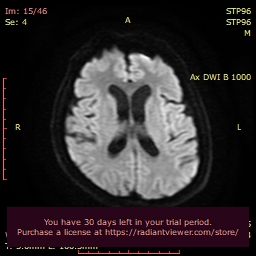 Im: 15/46
Se: 4
A
STP96
STP96
M
Ax DWI B 1000
R
L
You have 30 days left in your trial period.
Purchase a license at https://radiantviewer.com/store/